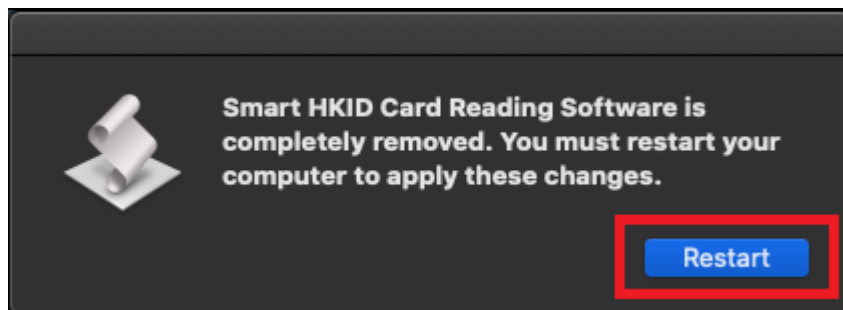 Smart HKID Card Reading Software is
completely removed. You must restart your
computer to apply these changes.
Restart